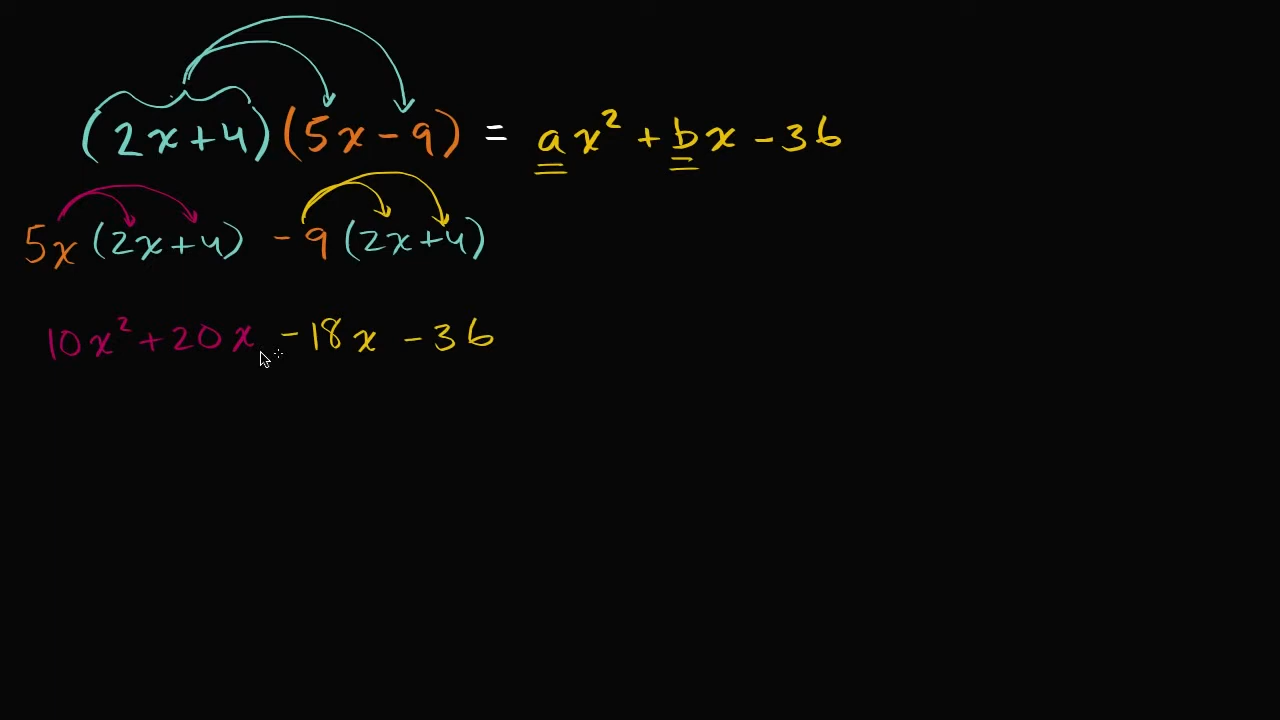 (2x+4)(5x-9) = ax² + bx - 36
5x(2x+4) -9(2x+4)
10x² + 20x - 18x - 36